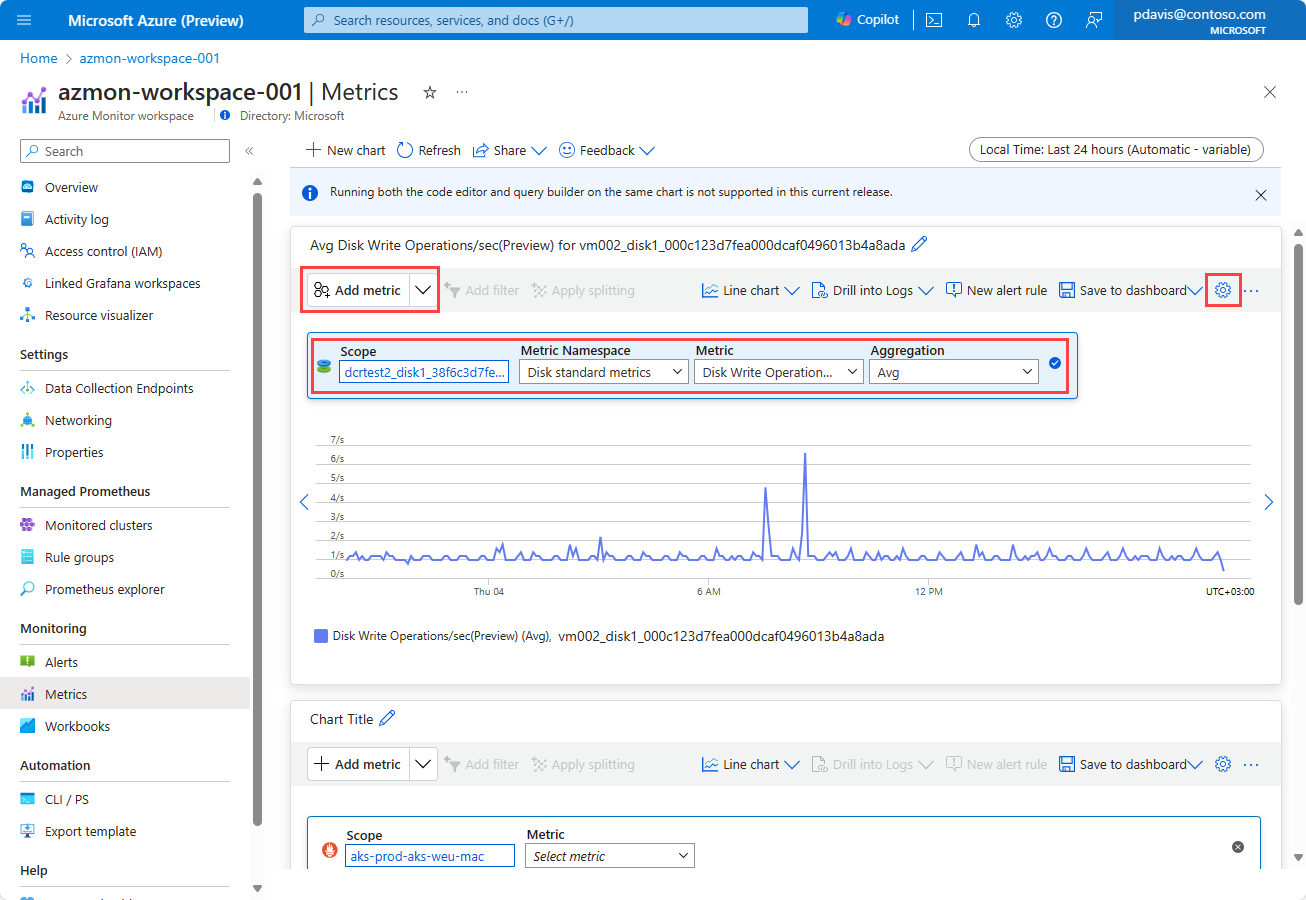 Microsoft Azure (Preview)
Search resources, services, and docs (G+/)
Copilot
pdavis@contoso.com
MICROSOFT
Home > azmon-workspace-001
azmon-workspace-001 | Metrics
Azure Monitor workspace
Directory: Microsoft
Search
Overview
Activity log
Access control (IAM)
Linked Grafana workspaces
Resource visualizer
Settings
Data Collection Endpoints
Networking
Properties
Managed Prometheus
Monitored clusters
Rule groups
Prometheus explorer
Monitoring
Alerts
Metrics
Workbooks
Automation
CLI / PS
Export template
Help
New chart
Refresh
Share
Feedback
Local Time: Last 24 hours (Automatic - variable)
Running both the code editor and query builder on the same chart is not supported in this current release.
Avg Disk Write Operations/sec(Preview) for vm002_disk1_000c123d7fea000dcaf0496013b4a8ada
Add metric
Add filter
Apply splitting
Line chart
Drill into Logs
New alert rule
Save to dashboard
Scope
dcrtest2_disk1_38f6c3d7fe...
Metric Namespace
Disk standard metrics
Metric
Disk Write Operation...
Aggregation
Avg
7/s
6/s
5/s
4/s
3/s
2/s
1/s
0/s
Thu 04
6 AM
12 PM
UTC+03:00
Disk Write Operations/sec(Preview) (Avg), vm002_disk1_000c123d7fea000dcaf0496013b4a8ada
Chart Title
Add metric
Add filter
Apply splitting
Line chart
Drill into Logs
New alert rule
Save to dashboard
Scope
aks-prod-aks-weu-mac
Metric
Select metric